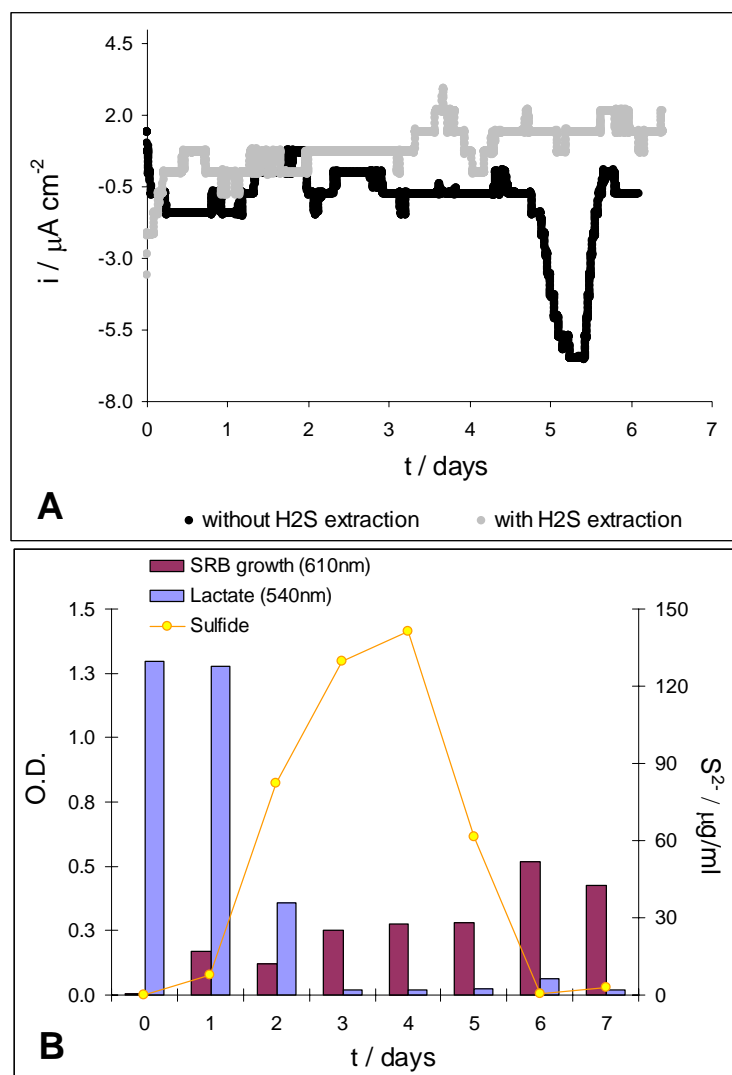 4.5
2.0
-0.5
-3.0
-5.5
-8.0
i / µA cm-2
0 1 2 3 4 5 6 7
t / days
A
without H2S extraction with H2S extraction
SRB growth (610nm)
Lactate (540nm)
Sulfide
1.5 150
1.3 120
1.0 90
0.8 60
0.5 30
0.3 0
0.0
O.D.
S2- / µg/ml
0 1 2 3 4 5 6 7
B
t / days